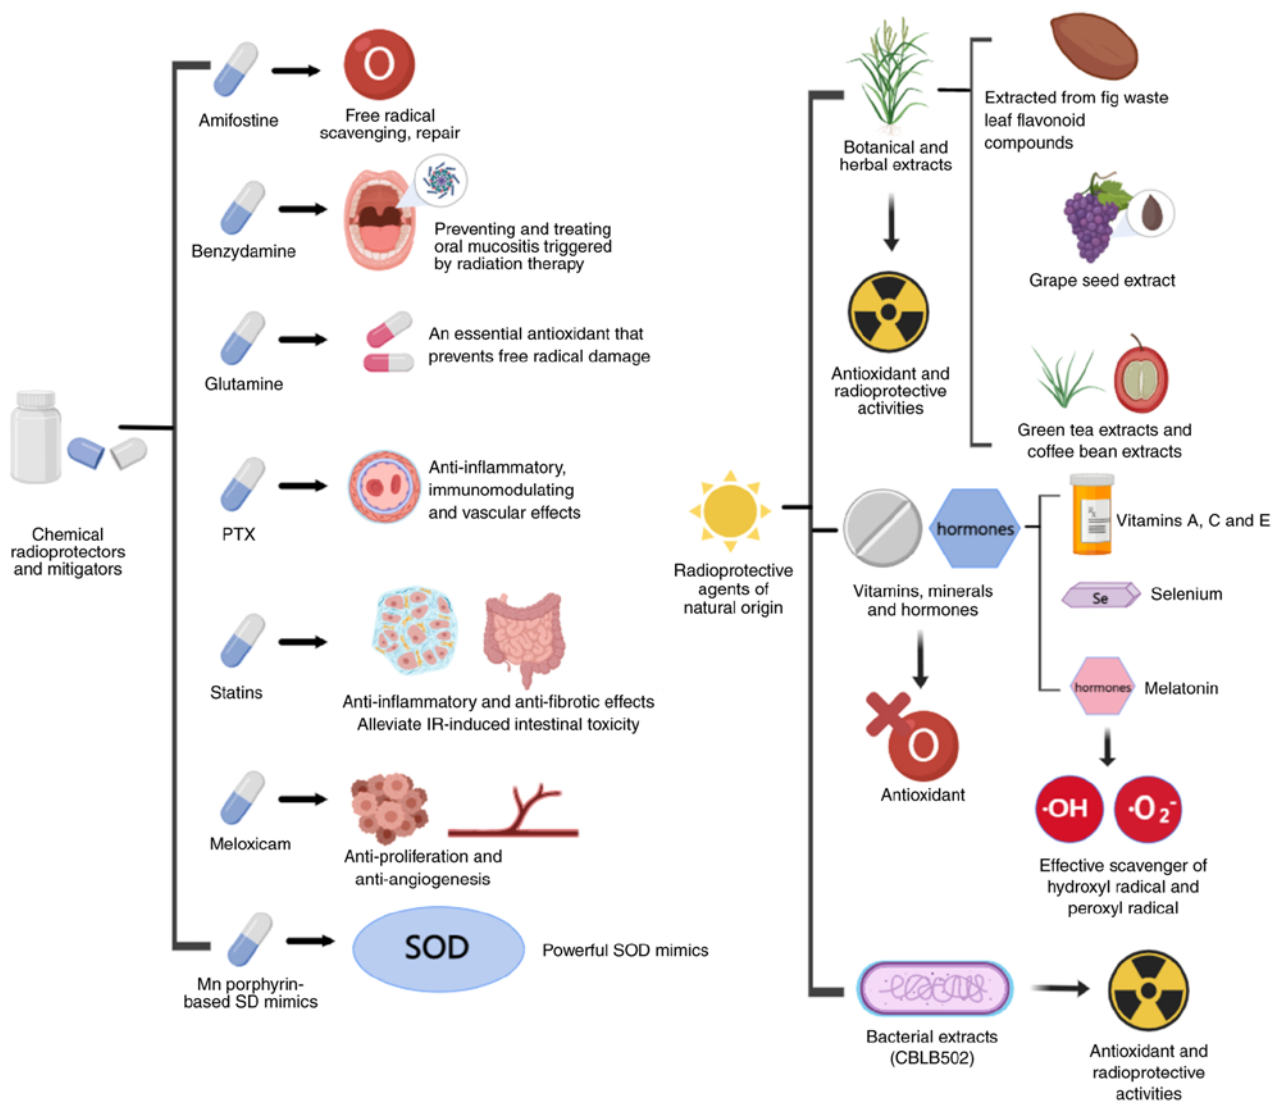 O
Amifostine
Free radical
scavenging, repair
Benzydamine
Preventing and treating
oral mucositis triggered
by radiation therapy
Glutamine
An essential antioxidant that
prevents free radical damage
Chemical
radioprotectors
and mitigators
PTX
Anti-inflammatory,
immunomodulating
and vascular effects
Statins
Anti-inflammatory and anti-fibrotic effects
Alleviate IR-induced intestinal toxicity
Meloxicam
Anti-proliferation and
anti-angiogenesis
Mn porphyrin-
based SD mimics
SOD
Powerful SOD mimics
Radioprotective
agents of
natural origin
Botanical and
herbal extracts
Extracted from fig waste
leaf flavonoid
compounds
Grape seed extract
Green tea extracts and
coffee bean extracts
Antioxidant and
radioprotective
activities
hormones
Vitamins, minerals
and hormones
Vitamins A, C and E
Se
Selenium
hormones
Melatonin
O
Antioxidant
·OH
·O₂⁻
Effective scavenger of
hydroxyl radical and
peroxyl radical
Bacterial extracts
(CBLB502)
Antioxidant and
radioprotective
activities